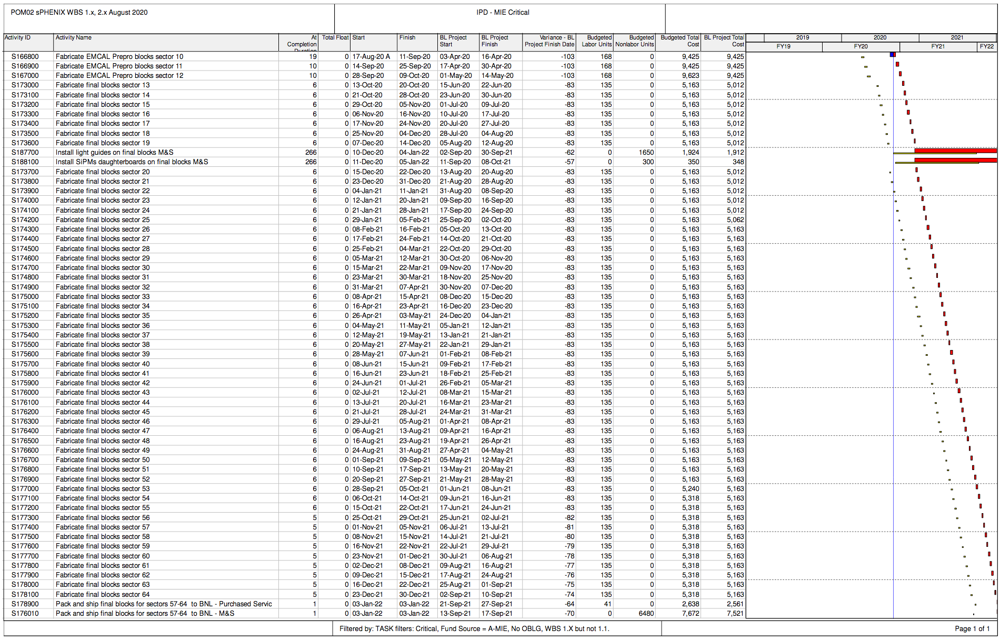 POM02 sPHENIX WBS 1.x, 2.x August 2020
IPD - MIE Critical
Activity ID Activity Name At Completion Duration Total Float Start Finish BL Project Start BL Project Finish Variance - BL Project Finish Date Budgeted Labor Units Budgeted Nonlabor Units Budgeted Total Cost BL Project Total Cost
2019 2020 2021
FY19 FY20 FY21 FY22
S166800 Fabricate EMCAL Prepro blocks sector 10 19 0 17-Aug-20 A 11-Sep-20 03-Apr-20 16-Apr-20 -103 168 0 9,425 9,425
S166900 Fabricate EMCAL Prepro blocks sector 11 10 0 14-Sep-20 25-Sep-20 17-Apr-20 30-Apr-20 -103 168 0 9,425 9,425
S167000 Fabricate EMCAL Prepro blocks sector 12 10 0 28-Sep-20 09-Oct-20 01-May-20 14-May-20 -103 168 0 9,623 9,425
S173000 Fabricate final blocks sector 13 6 0 13-Oct-20 20-Oct-20 15-Jun-20 22-Jun-20 -83 135 0 5,163 5,012
S173100 Fabricate final blocks sector 14 6 0 21-Oct-20 28-Oct-20 23-Jun-20 30-Jun-20 -83 135 0 5,163 5,012
S173200 Fabricate final blocks sector 15 6 0 29-Oct-20 05-Nov-20 01-Jul-20 09-Jul-20 -83 135 0 5,163 5,012
S173300 Fabricate final blocks sector 16 6 0 06-Nov-20 16-Nov-20 10-Jul-20 17-Jul-20 -83 135 0 5,163 5,012
S173400 Fabricate final blocks sector 17 6 0 17-Nov-20 24-Nov-20 20-Jul-20 27-Jul-20 -83 135 0 5,163 5,012
S173500 Fabricate final blocks sector 18 6 0 25-Nov-20 04-Dec-20 28-Jul-20 04-Aug-20 -83 135 0 5,163 5,012
S173600 Fabricate final blocks sector 19 6 0 07-Dec-20 14-Dec-20 05-Aug-20 12-Aug-20 -83 135 0 5,163 5,012
S187700 Install light guides on final blocks M&S 266 0 10-Dec-20 04-Jan-22 02-Sep-20 30-Sep-21 -62 0 1650 1,924 1,912
S188100 Install SiPMs daughterboards on final blocks M&S 266 0 11-Dec-20 05-Jan-22 11-Sep-20 08-Oct-21 -57 0 300 350 348
S173700 Fabricate final blocks sector 20 6 0 15-Dec-20 22-Dec-20 13-Aug-20 20-Aug-20 -83 135 0 5,163 5,012
S173800 Fabricate final blocks sector 21 6 0 23-Dec-20 31-Dec-20 21-Aug-20 28-Aug-20 -83 135 0 5,163 5,012
S173900 Fabricate final blocks sector 22 6 0 04-Jan-21 11-Jan-21 31-Aug-20 08-Sep-20 -83 135 0 5,163 5,012
S174000 Fabricate final blocks sector 23 6 0 12-Jan-21 20-Jan-21 09-Sep-20 16-Sep-20 -83 135 0 5,163 5,012
S174100 Fabricate final blocks sector 24 6 0 21-Jan-21 28-Jan-21 17-Sep-20 24-Sep-20 -83 135 0 5,163 5,012
S174200 Fabricate final blocks sector 25 6 0 29-Jan-21 05-Feb-21 25-Sep-20 02-Oct-20 -83 135 0 5,163 5,062
S174300 Fabricate final blocks sector 26 6 0 08-Feb-21 16-Feb-21 05-Oct-20 13-Oct-20 -83 135 0 5,163 5,163
S174400 Fabricate final blocks sector 27 6 0 17-Feb-21 24-Feb-21 14-Oct-20 21-Oct-20 -83 135 0 5,163 5,163
S174500 Fabricate final blocks sector 28 6 0 25-Feb-21 04-Mar-21 22-Oct-20 29-Oct-20 -83 135 0 5,163 5,163
S174600 Fabricate final blocks sector 29 6 0 05-Mar-21 12-Mar-21 30-Oct-20 06-Nov-20 -83 135 0 5,163 5,163
S174700 Fabricate final blocks sector 30 6 0 15-Mar-21 22-Mar-21 09-Nov-20 17-Nov-20 -83 135 0 5,163 5,163
S174800 Fabricate final blocks sector 31 6 0 23-Mar-21 30-Mar-21 18-Nov-20 25-Nov-20 -83 135 0 5,163 5,163
S174900 Fabricate final blocks sector 32 6 0 31-Mar-21 07-Apr-21 30-Nov-20 07-Dec-20 -83 135 0 5,163 5,163
S175000 Fabricate final blocks sector 33 6 0 08-Apr-21 15-Apr-21 08-Dec-20 15-Dec-20 -83 135 0 5,163 5,163
S175100 Fabricate final blocks sector 34 6 0 16-Apr-21 23-Apr-21 16-Dec-20 23-Dec-20 -83 135 0 5,163 5,163
S175200 Fabricate final blocks sector 35 6 0 26-Apr-21 03-May-21 24-Dec-20 04-Jan-21 -83 135 0 5,163 5,163
S175300 Fabricate final blocks sector 36 6 0 04-May-21 11-May-21 05-Jan-21 12-Jan-21 -83 135 0 5,163 5,163
S175400 Fabricate final blocks sector 37 6 0 12-May-21 19-May-21 13-Jan-21 21-Jan-21 -83 135 0 5,163 5,163
S175500 Fabricate final blocks sector 38 6 0 20-May-21 27-May-21 22-Jan-21 29-Jan-21 -83 135 0 5,163 5,163
S175600 Fabricate final blocks sector 39 6 0 28-May-21 07-Jun-21 01-Feb-21 08-Feb-21 -83 135 0 5,163 5,163
S175700 Fabricate final blocks sector 40 6 0 08-Jun-21 15-Jun-21 09-Feb-21 17-Feb-21 -83 135 0 5,163 5,163
S175800 Fabricate final blocks sector 41 6 0 16-Jun-21 23-Jun-21 18-Feb-21 25-Feb-21 -83 135 0 5,163 5,163
S175900 Fabricate final blocks sector 42 6 0 24-Jun-21 01-Jul-21 26-Feb-21 05-Mar-21 -83 135 0 5,163 5,163
S176000 Fabricate final blocks sector 43 6 0 02-Jul-21 12-Jul-21 08-Mar-21 15-Mar-21 -83 135 0 5,163 5,163
S176100 Fabricate final blocks sector 44 6 0 13-Jul-21 20-Jul-21 16-Mar-21 23-Mar-21 -83 135 0 5,163 5,163
S176200 Fabricate final blocks sector 45 6 0 21-Jul-21 28-Jul-21 24-Mar-21 31-Mar-21 -83 135 0 5,163 5,163
S176300 Fabricate final blocks sector 46 6 0 29-Jul-21 05-Aug-21 01-Apr-21 08-Apr-21 -83 135 0 5,163 5,163
S176400 Fabricate final blocks sector 47 6 0 06-Aug-21 13-Aug-21 09-Apr-21 16-Apr-21 -83 135 0 5,163 5,163
S176500 Fabricate final blocks sector 48 6 0 16-Aug-21 23-Aug-21 19-Apr-21 26-Apr-21 -83 135 0 5,163 5,163
S176600 Fabricate final blocks sector 49 6 0 24-Aug-21 31-Aug-21 27-Apr-21 04-May-21 -83 135 0 5,163 5,163
S176700 Fabricate final blocks sector 50 6 0 01-Sep-21 09-Sep-21 05-May-21 12-May-21 -83 135 0 5,163 5,163
S176800 Fabricate final blocks sector 51 6 0 10-Sep-21 17-Sep-21 13-May-21 20-May-21 -83 135 0 5,163 5,163
S176900 Fabricate final blocks sector 52 6 0 20-Sep-21 27-Sep-21 21-May-21 28-May-21 -83 135 0 5,163 5,163
S177000 Fabricate final blocks sector 53 6 0 28-Sep-21 05-Oct-21 01-Jun-21 08-Jun-21 -83 135 0 5,240 5,163
S177100 Fabricate final blocks sector 54 6 0 06-Oct-21 14-Oct-21 09-Jun-21 16-Jun-21 -83 135 0 5,318 5,163
S177200 Fabricate final blocks sector 55 6 0 15-Oct-21 22-Oct-21 17-Jun-21 24-Jun-21 -83 135 0 5,318 5,163
S177300 Fabricate final blocks sector 56 5 0 25-Oct-21 29-Oct-21 25-Jun-21 02-Jul-21 -82 135 0 5,318 5,163
S177400 Fabricate final blocks sector 57 5 0 01-Nov-21 05-Nov-21 06-Jul-21 13-Jul-21 -81 135 0 5,318 5,163
S177500 Fabricate final blocks sector 58 5 0 08-Nov-21 15-Nov-21 14-Jul-21 21-Jul-21 -80 135 0 5,318 5,163
S177600 Fabricate final blocks sector 59 5 0 16-Nov-21 22-Nov-21 22-Jul-21 29-Jul-21 -79 135 0 5,318 5,163
S177700 Fabricate final blocks sector 60 5 0 23-Nov-21 01-Dec-21 30-Jul-21 06-Aug-21 -78 135 0 5,318 5,163
S177800 Fabricate final blocks sector 61 5 0 02-Dec-21 08-Dec-21 09-Aug-21 16-Aug-21 -77 135 0 5,318 5,163
S177900 Fabricate final blocks sector 62 5 0 09-Dec-21 15-Dec-21 17-Aug-21 24-Aug-21 -76 135 0 5,318 5,163
S178000 Fabricate final blocks sector 63 5 0 16-Dec-21 22-Dec-21 25-Aug-21 01-Sep-21 -75 135 0 5,318 5,163
S178100 Fabricate final blocks sector 64 5 0 23-Dec-21 30-Dec-21 02-Sep-21 10-Sep-21 -74 135 0 5,318 5,163
S178900 Pack and ship final blocks for sectors 57-64 to BNL - Purchased Servic 1 0 03-Jan-22 03-Jan-22 21-Sep-21 27-Sep-21 -64 41 0 2,638 2,561
S176010 Pack and ship final blocks for sectors 57-64 to BNL - M&S 1 0 03-Jan-22 03-Jan-22 13-Sep-21 17-Sep-21 -70 0 6480 7,672 7,521
Filtered by: TASK filters: Critical, Fund Source = A-MIE, No OBLG, WBS 1.X but not 1.1.
Page 1 of 1